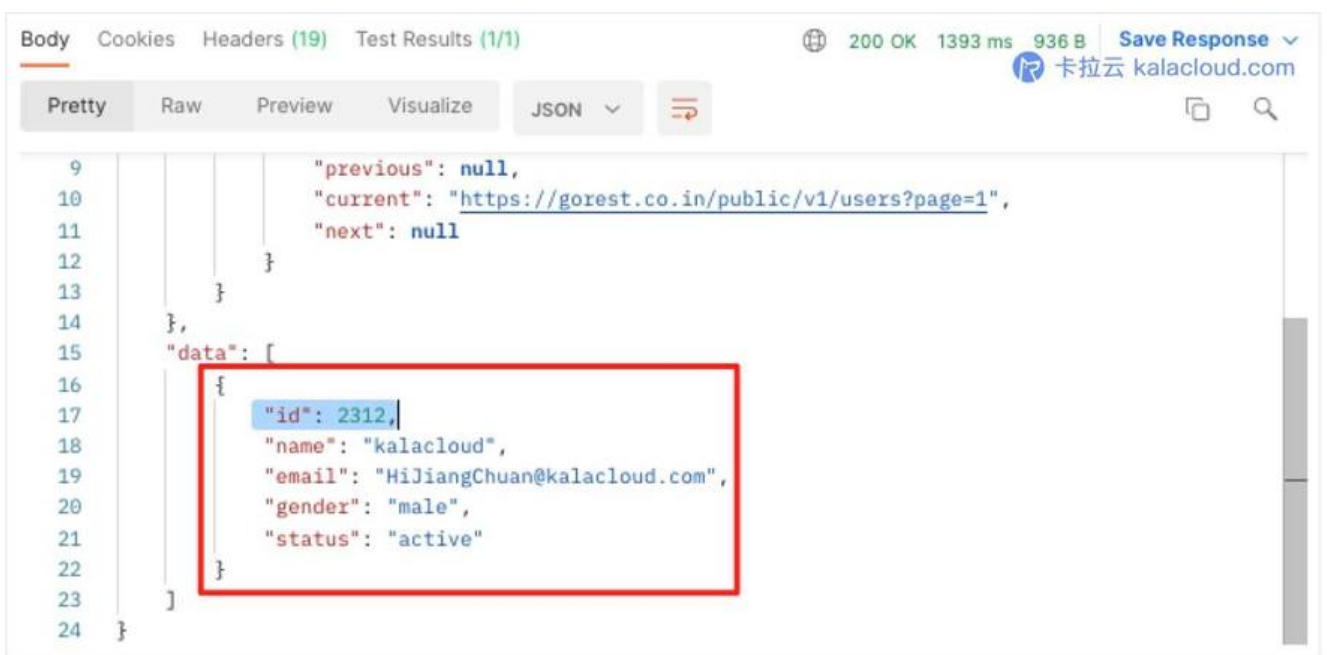 Body Cookies Headers (19) Test Results (1/1) 200 OK 1393 ms 936 B Save Response
卡拉云 kalacloud.com
Pretty Raw Preview Visualize JSON
9 "previous": null,
10 "current": "https://gorest.co.in/public/v1/users?page=1",
11 "next": null
12 }
13 }
14 },
15 "data": [
16 {
17 "id": 2312,
18 "name": "kalacloud",
19 "email": "HiJiangChuan@kalacloud.com",
20 "gender": "male",
21 "status": "active"
22 }
23 ]
24 }